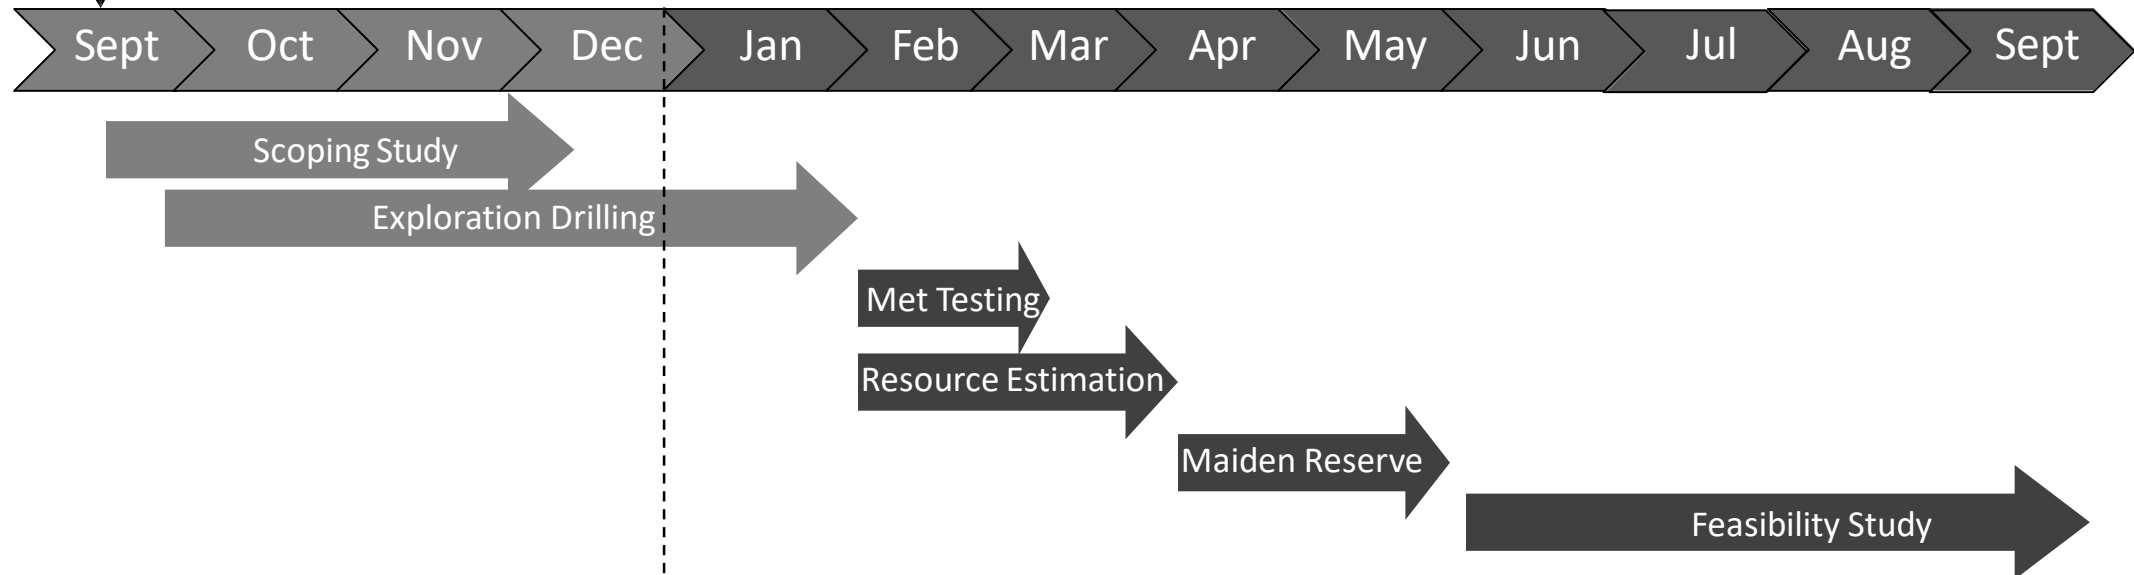 Sept Oct Nov Dec Jan Feb Mar Apr May Jun Jul Aug Sept
Scoping Study
Exploration Drilling
Met Testing
Resource Estimation
Maiden Reserve
Feasibility Study